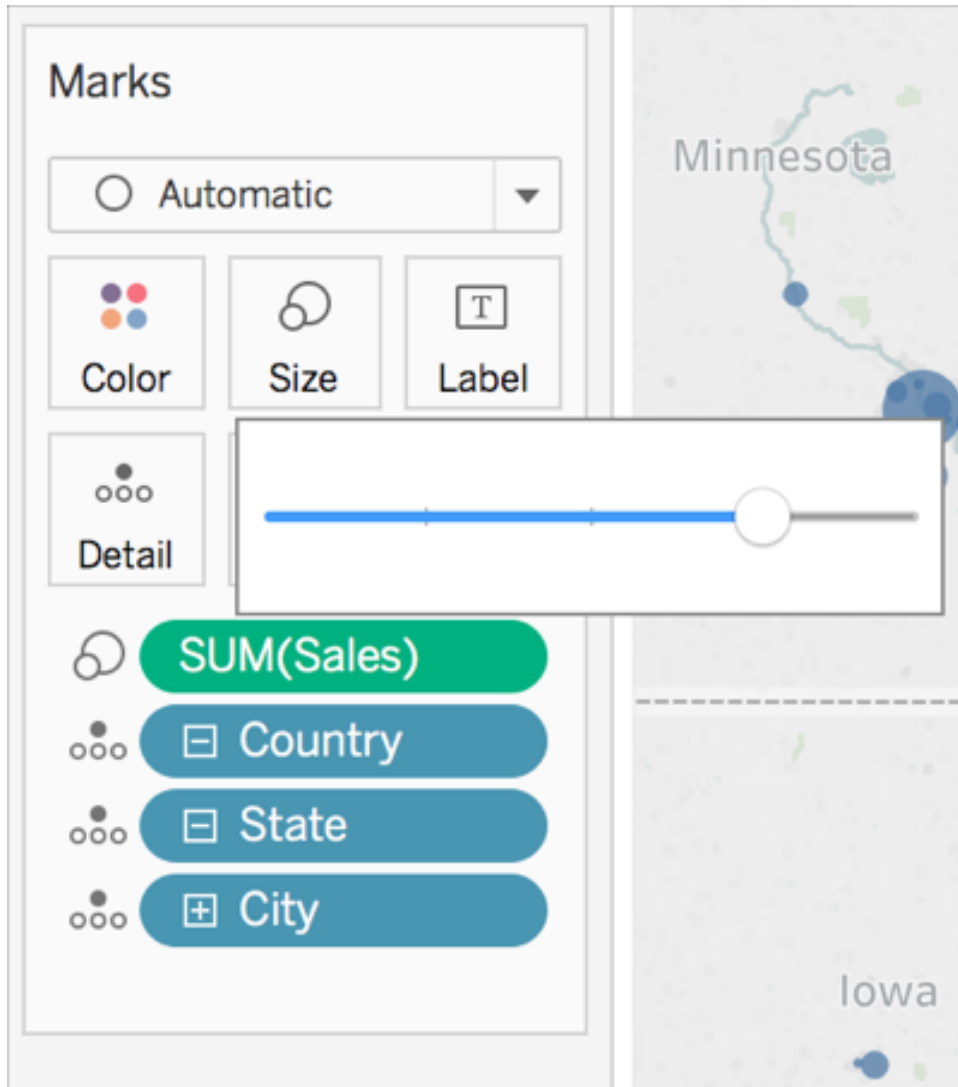 Marks
Automatic
Color
Size
Label
Detail
SUM(Sales)
Country
State
City
Minnesota
Iowa